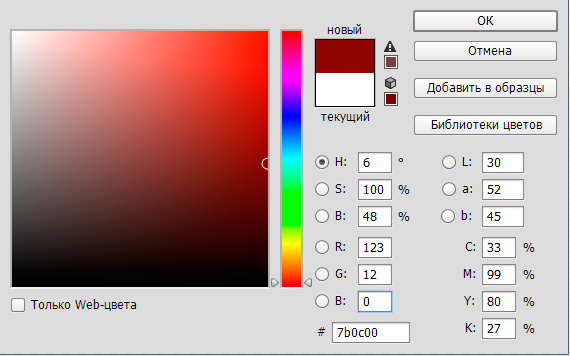 новый
текущий
ОК
Отмена
Добавить в образцы
Библиотеки цветов
H: 6 °
S: 100 %
B: 48 %
R: 123
G: 12
B: 0
# 7b0c00
L: 30
a: 52
b: 45
C: 33 %
M: 99 %
Y: 80 %
K: 27 %
Только Web-цвета